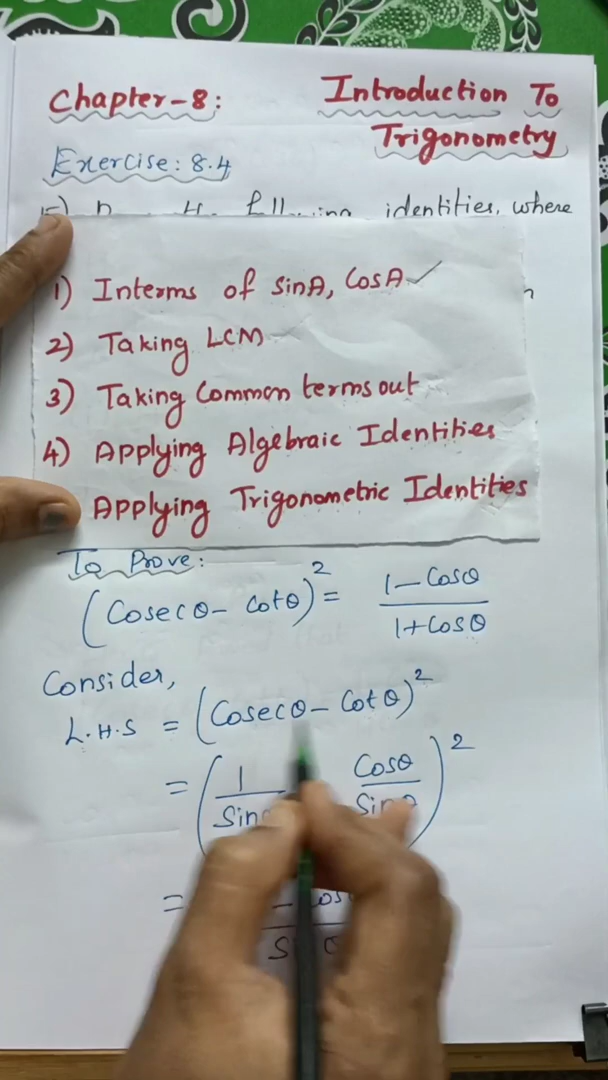 Chapter-8: Introduction To
Trigonometry
Exercise: 8.4
identities, where
1) Interms of SinA, CosA ✓
2) Taking LCM
3) Taking Common terms out
4) Applying Algebraic Identities
Applying Trigonometric Identities
To Prove:
(Cosecθ - Cotθ)² = 1-Cosθ / 1+Cosθ
Consider,
L.H.S = (Cosecθ - Cotθ)²
= (1 / Sin Cosθ / Sinθ)²
=